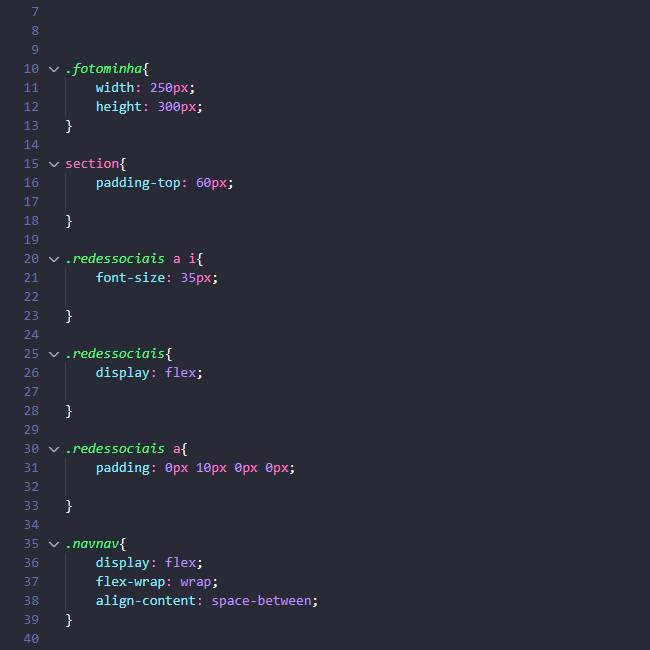 7
8
9
10 .fotominha{
11 width: 250px;
12 height: 300px;
13 }
14
15 section{
16 padding-top: 60px;
17
18 }
19
20 .redessociais a i{
21 font-size: 35px;
22
23 }
24
25 .redessociais{
26 display: flex;
27
28 }
29
30 .redessociais a{
31 padding: 0px 10px 0px 0px;
32
33 }
34
35 .navnav{
36 display: flex;
37 flex-wrap: wrap;
38 align-content: space-between;
39 }
40